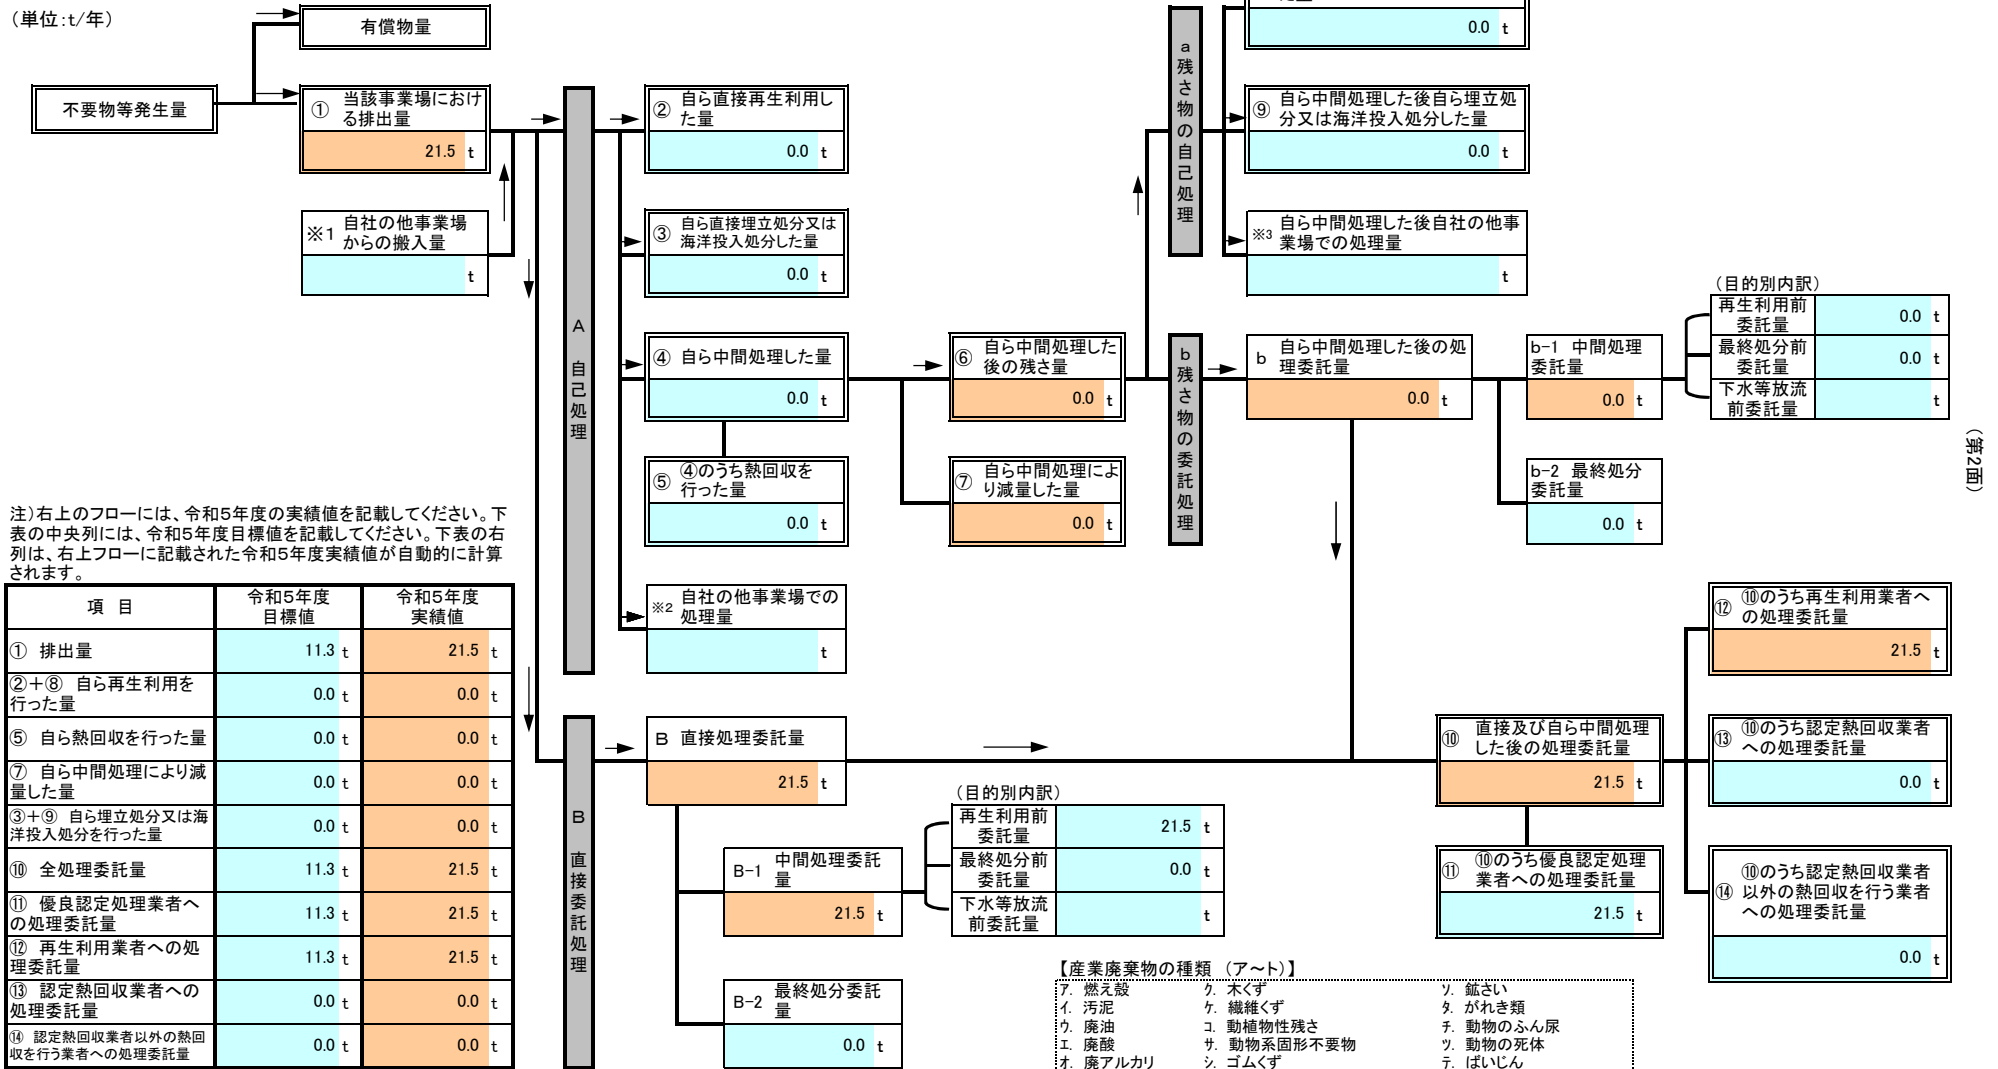 (単位:t/年)
有償物量
不要物等発生量
① 当該事業場におけ
る排出量
21.5 t
※1 自社の他事業場
からの搬入量
t
A 自己処理
② 自ら直接再生利用し
た量
0.0 t
③ 自ら直接埋立処分又は
海洋投入処分した量
0.0 t
④ 自ら中間処理した量
0.0 t
⑤ ④のうち熱回収を
行った量
0.0 t
※2 自社の他事業場での
処理量
t
⑥ 自ら中間処理した
後の残さ量
0.0 t
⑦ 自ら中間処理によ
り減量した量
0.0 t
a残さ物の自己処理
0.0 t
⑨ 自ら中間処理した後自ら埋立処
分又は海洋投入処分した量
0.0 t
※3 自ら中間処理した後自社の他事
業場での処理量
t
b残さ物の委託処理
b 自ら中間処理した後の処
理委託量
0.0 t
b-1 中間処理
委託量
0.0 t
b-2 最終処分
委託量
0.0 t
(目的別内訳)
再生利用前
委託量 0.0 t
最終処分前
委託量 0.0 t
下水等放流
前委託量 t
(第2面)
注)右上のフローには、令和5年度の実績値を記載してください。下
表の中央列には、令和5年度目標値を記載してください。下表の右
列は、右上フローに記載された令和5年度実績値が自動的に計算
されます。
項 目 令和5年度
目標値 令和5年度
実績値
① 排出量 11.3 t 21.5 t
②+⑧ 自ら再生利用を
行った量 0.0 t 0.0 t
⑤ 自ら熱回収を行った量 0.0 t 0.0 t
⑦ 自ら中間処理により減
量した量 0.0 t 0.0 t
③+⑨ 自ら埋立処分又は海
洋投入処分を行った量 0.0 t 0.0 t
⑩ 全処理委託量 11.3 t 21.5 t
⑪ 優良認定処理業者へ
の処理委託量 11.3 t 21.5 t
⑫ 再生利用業者への処
理委託量 11.3 t 21.5 t
⑬ 認定熱回収業者への
処理委託量 0.0 t 0.0 t
⑭ 認定熱回収業者以外の熱回
収を行う業者への処理委託量 0.0 t 0.0 t
B 直接委託処理
B 直接処理委託量
21.5 t
B-1 中間処理委託
量
21.5 t
B-2 最終処分委託
量
0.0 t
(目的別内訳)
再生利用前
委託量 21.5 t
最終処分前
委託量 0.0 t
下水等放流
前委託量 t
⑩ 直接及び自ら中間処理
した後の処理委託量
21.5 t
⑪ ⑩のうち優良認定処理
業者への処理委託量
21.5 t
⑫ ⑩のうち再生利用業者へ
の処理委託量
21.5 t
⑬ ⑩のうち認定熱回収業者
への処理委託量
0.0 t
⑭ ⑩のうち認定熱回収業者
以外の熱回収を行う業者
への処理委託量
0.0 t
【産業廃棄物の種類 (ア~ト)】
ア. 燃え殻 ク. 木くず ソ. 鉱さい
イ. 汚泥 ケ. 繊維くず タ. がれき類
ウ. 廃油 コ. 動植物性残さ チ. 動物のふん尿
エ. 廃酸 サ. 動物系固形不要物 ツ. 動物の死体
オ. 廃アルカリ シ. ゴムくず テ. ばいじん